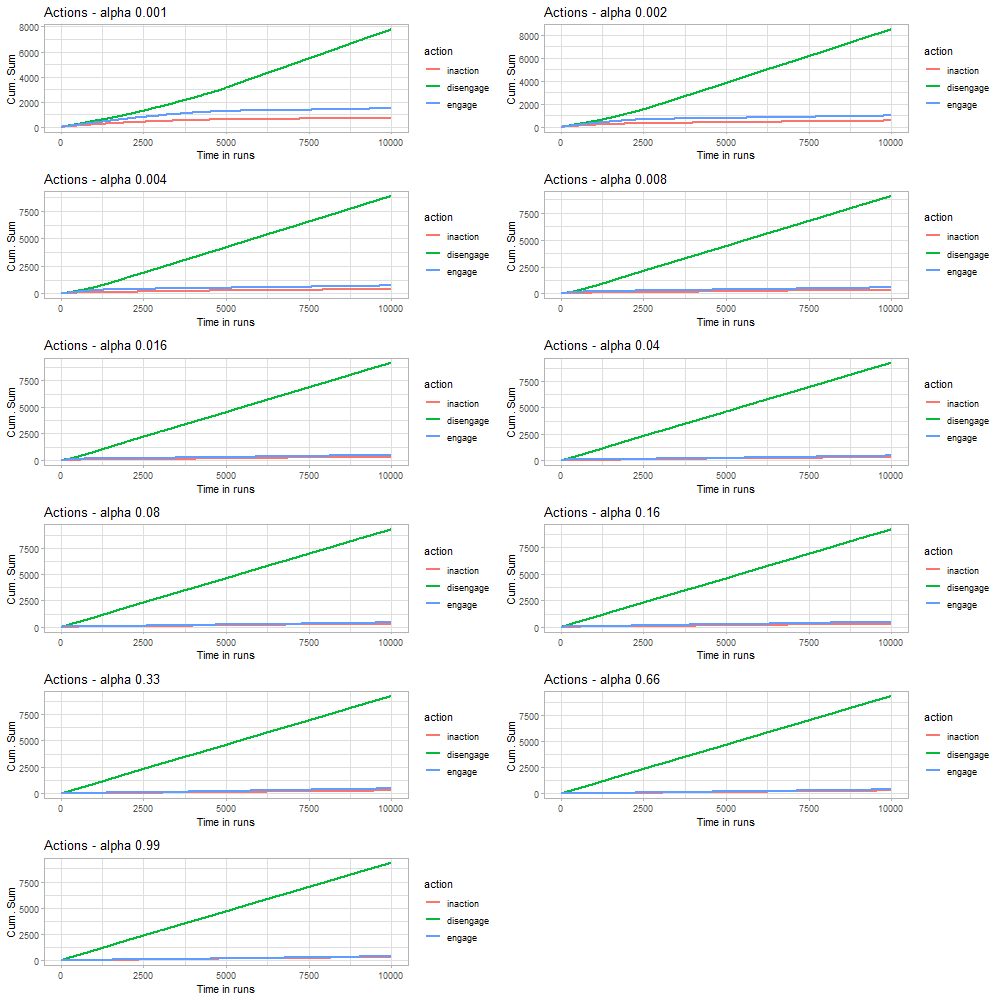 Actions - alpha 0.001
Cum. Sum
8000
6000
4000
2000
0
0 2500 5000 7500 10000
Time in runs
action
inaction
disengage
engage
Actions - alpha 0.002
Cum. Sum
8000
6000
4000
2000
0
0 2500 5000 7500 10000
Time in runs
action
inaction
disengage
engage
Actions - alpha 0.004
Cum. Sum
7500
5000
2500
0
0 2500 5000 7500 10000
Time in runs
action
inaction
disengage
engage
Actions - alpha 0.008
Cum. Sum
7500
5000
2500
0
0 2500 5000 7500 10000
Time in runs
action
inaction
disengage
engage
Actions - alpha 0.016
Cum. Sum
7500
5000
2500
0
0 2500 5000 7500 10000
Time in runs
action
inaction
disengage
engage
Actions - alpha 0.04
Cum. Sum
7500
5000
2500
0
0 2500 5000 7500 10000
Time in runs
action
inaction
disengage
engage
Actions - alpha 0.08
Cum. Sum
7500
5000
2500
0
0 2500 5000 7500 10000
Time in runs
action
inaction
disengage
engage
Actions - alpha 0.16
Cum. Sum
7500
5000
2500
0
0 2500 5000 7500 10000
Time in runs
action
inaction
disengage
engage
Actions - alpha 0.33
Cum. Sum
7500
5000
2500
0
0 2500 5000 7500 10000
Time in runs
action
inaction
disengage
engage
Actions - alpha 0.66
Cum. Sum
7500
5000
2500
0
0 2500 5000 7500 10000
Time in runs
action
inaction
disengage
engage
Actions - alpha 0.99
Cum. Sum
7500
5000
2500
0
0 2500 5000 7500 10000
Time in runs
action
inaction
disengage
engage